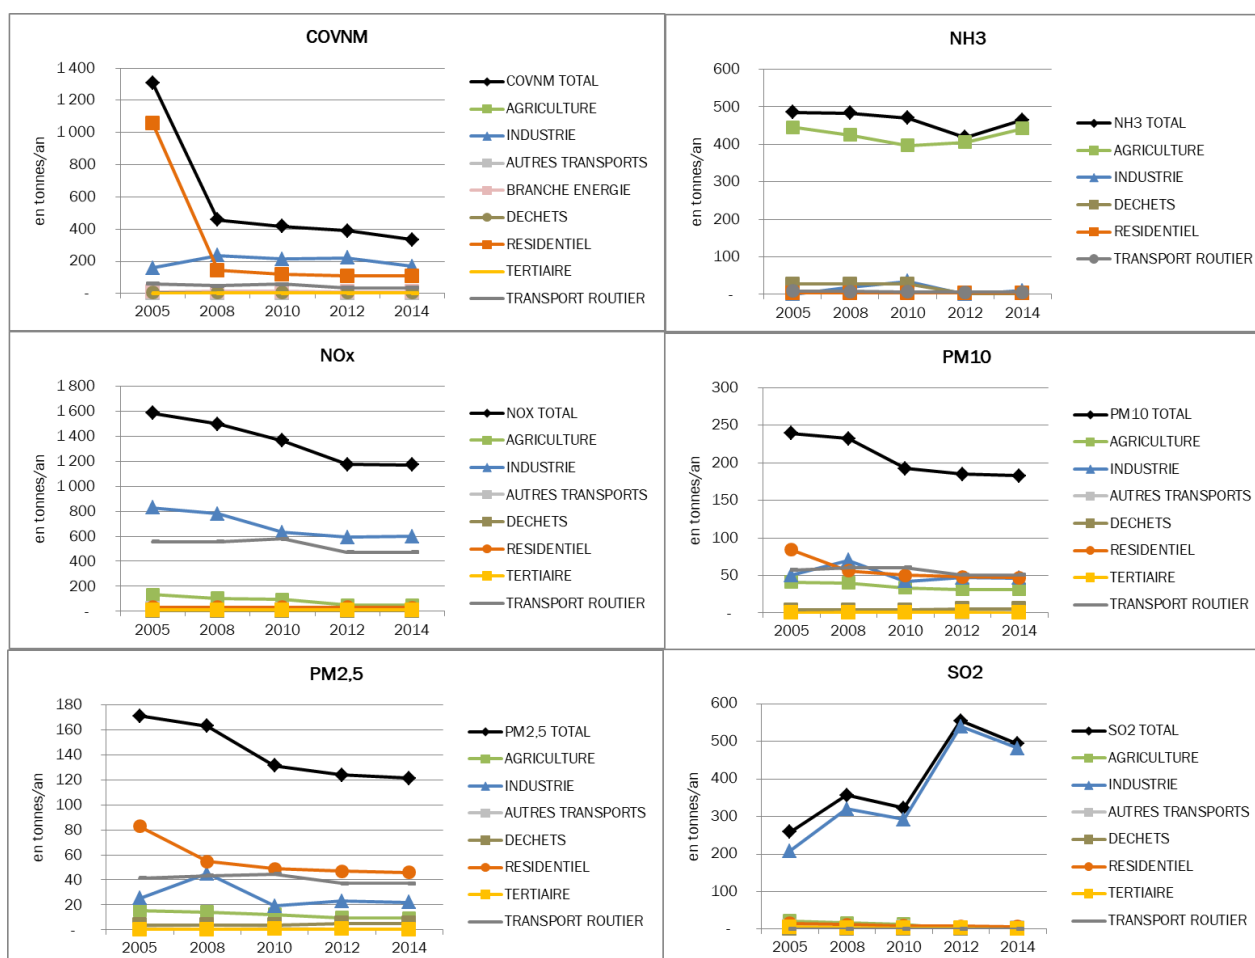 COVNM
en tonnes/an
1 400
1 200
1 000
800
600
400
200
-
2005 2008 2010 2012 2014
COVNM TOTAL
AGRICULTURE
INDUSTRIE
AUTRES TRANSPORTS
BRANCHE ENERGIE
DECHETS
RESIDENTIEL
TERTIAIRE
TRANSPORT ROUTIER
NH3
en tonnes/an
600
500
400
300
200
100
-
2005 2008 2010 2012 2014
NH3 TOTAL
AGRICULTURE
INDUSTRIE
DECHETS
RESIDENTIEL
TRANSPORT ROUTIER
NOx
en tonnes/an
1 800
1 600
1 400
1 200
1 000
800
600
400
200
-
2005 2008 2010 2012 2014
NOX TOTAL
AGRICULTURE
INDUSTRIE
AUTRES TRANSPORTS
DECHETS
RESIDENTIEL
TERTIAIRE
TRANSPORT ROUTIER
PM10
en tonnes/an
300
250
200
150
100
50
-
2005 2008 2010 2012 2014
PM10 TOTAL
AGRICULTURE
INDUSTRIE
AUTRES TRANSPORTS
DECHETS
RESIDENTIEL
TERTIAIRE
TRANSPORT ROUTIER
PM2,5
en tonnes/an
180
160
140
120
100
80
60
40
20
-
2005 2008 2010 2012 2014
PM2,5 TOTAL
AGRICULTURE
INDUSTRIE
AUTRES TRANSPORTS
DECHETS
RESIDENTIEL
TERTIAIRE
TRANSPORT ROUTIER
SO2
en tonnes/an
600
500
400
300
200
100
-
2005 2008 2010 2012 2014
SO2 TOTAL
AGRICULTURE
INDUSTRIE
AUTRES TRANSPORTS
DECHETS
RESIDENTIEL
TERTIAIRE
TRANSPORT ROUTIER